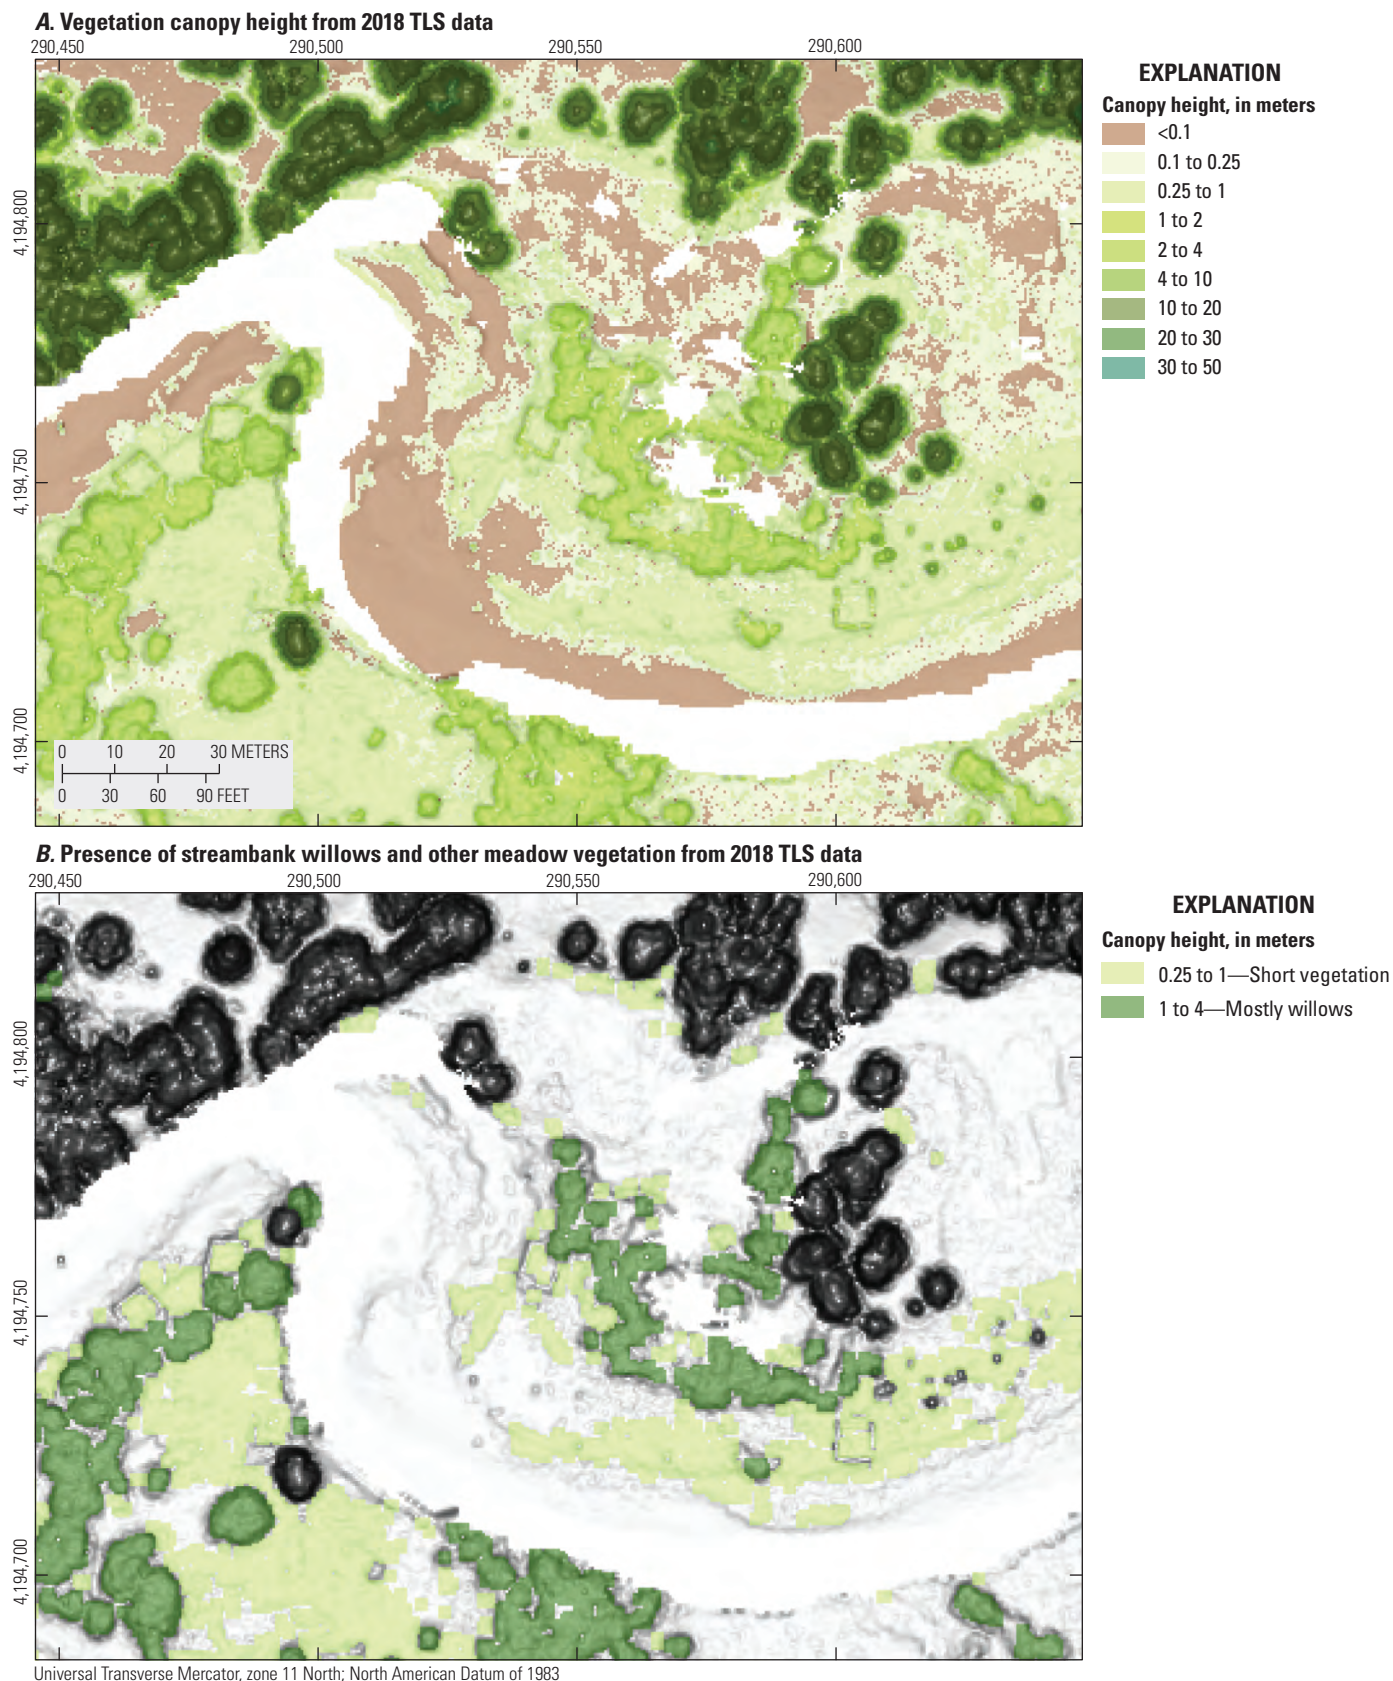 A. Vegetation canopy height from 2018 TLS data
290,450 290,500 290,550 290,600
4,194,800
4,194,750
4,194,700
0 10 20 30 METERS
0 30 60 90 FEET
EXPLANATION
Canopy height, in meters
<0.1
0.1 to 0.25
0.25 to 1
1 to 2
2 to 4
4 to 10
10 to 20
20 to 30
30 to 50
B. Presence of streambank willows and other meadow vegetation from 2018 TLS data
290,450 290,500 290,550 290,600
4,194,800
4,194,750
4,194,700
EXPLANATION
Canopy height, in meters
0.25 to 1—Short vegetation
1 to 4—Mostly willows
Universal Transverse Mercator, zone 11 North; North American Datum of 1983